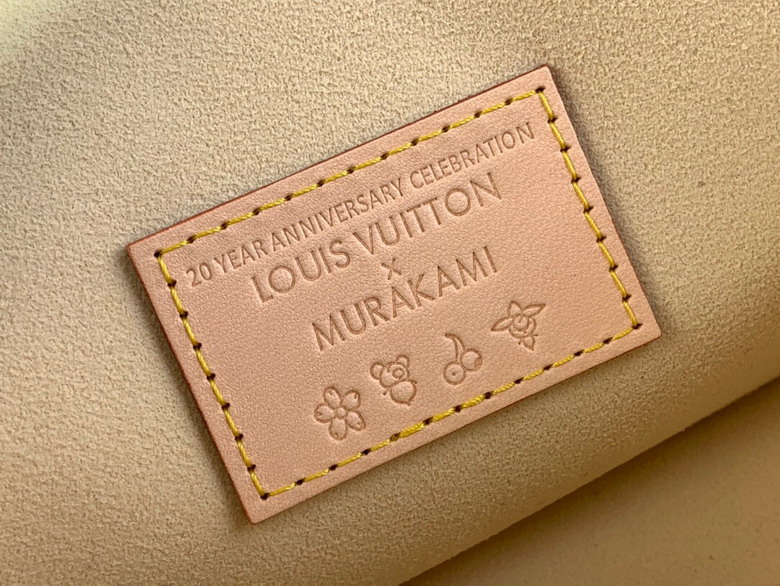 20 YEAR ANNIVERSARY CELEBRATION
LOUIS VUITTON
X
MURAKAMI